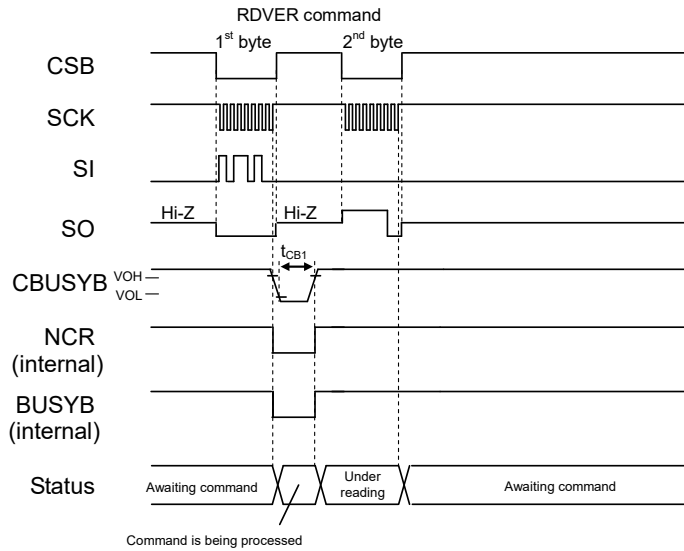 RDVER command
1st byte
2nd byte
CSB
SCK
SI
Hi-Z
Hi-Z
SO
tCB1
CBUSYB
VOH
VOL
NCR
(internal)
BUSYB
(internal)
Status
Awaiting command
Under
reading
Awaiting command
Command is being processed